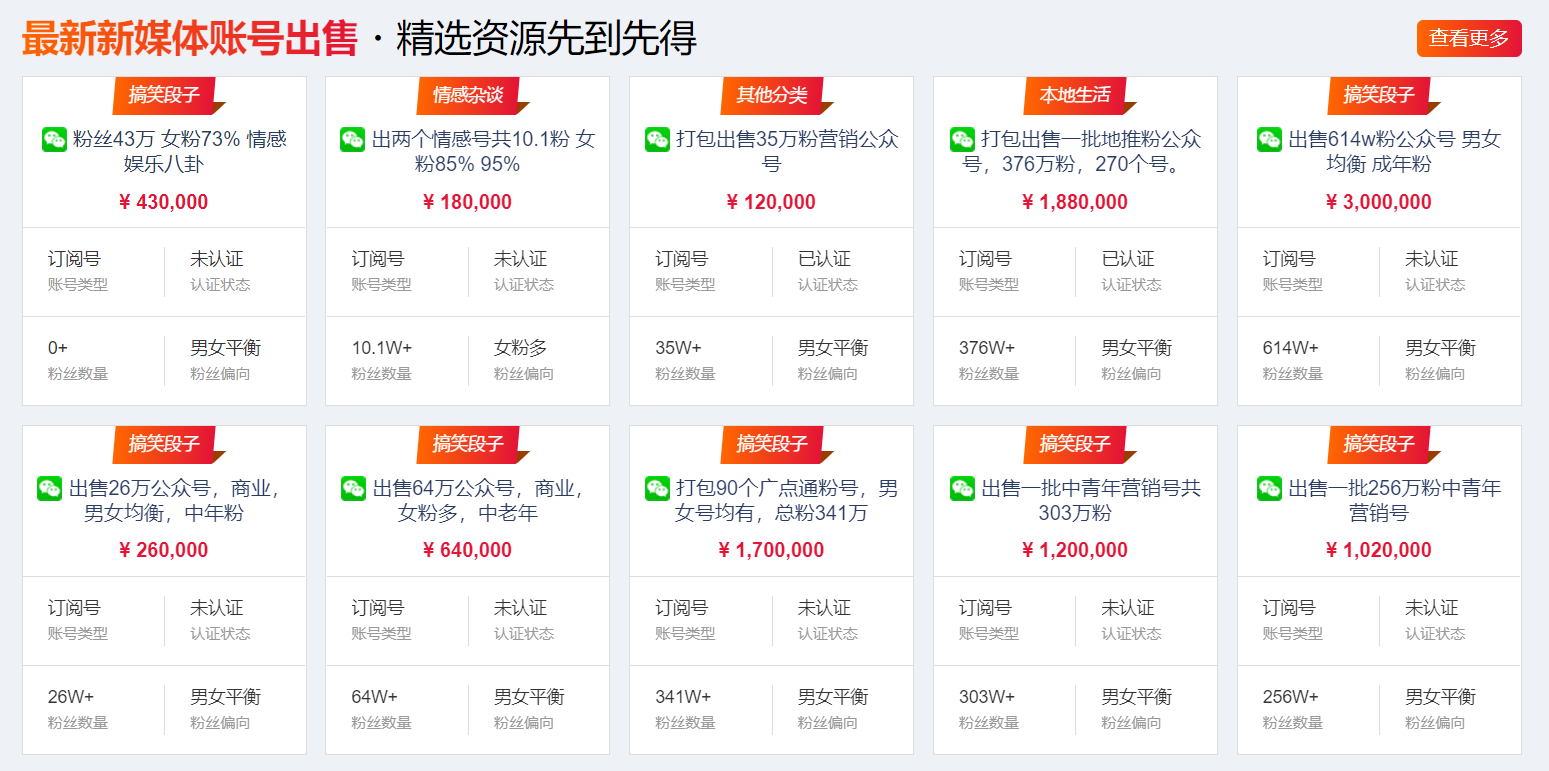 最新新媒体账号出售 · 精选资源先到先得
查看更多
搞笑段子
粉丝43万 女粉73% 情感
娱乐八卦
¥ 430,000
订阅号
未认证
账号类型
认证状态
0+
男女平衡
粉丝数量
粉丝偏向
情感杂谈
出两个情感号共10.1粉 女
粉85% 95%
¥ 180,000
订阅号
未认证
账号类型
认证状态
10.1W+
女粉多
粉丝数量
粉丝偏向
其他分类
打包出售35万粉营销公众
号
¥ 120,000
订阅号
已认证
账号类型
认证状态
35W+
男女平衡
粉丝数量
粉丝偏向
本地生活
打包出售一批地推粉公众
号，376万粉，270个号。
¥ 1,880,000
订阅号
已认证
账号类型
认证状态
376W+
男女平衡
粉丝数量
粉丝偏向
搞笑段子
出售614w粉公众号 男女
均衡 成年粉
¥ 3,000,000
订阅号
未认证
账号类型
认证状态
614W+
男女平衡
粉丝数量
粉丝偏向
搞笑段子
出售26万公众号，商业，
男女均衡，中年粉
¥ 260,000
订阅号
未认证
账号类型
认证状态
26W+
男女平衡
粉丝数量
粉丝偏向
搞笑段子
出售64万公众号，商业，
女粉多，中老年
¥ 640,000
订阅号
未认证
账号类型
认证状态
64W+
男女平衡
粉丝数量
粉丝偏向
搞笑段子
打包90个广点通粉号，男
女号均有，总粉341万
¥ 1,700,000
订阅号
未认证
账号类型
认证状态
341W+
男女平衡
粉丝数量
粉丝偏向
搞笑段子
出售一批中青年营销号共
303万粉
¥ 1,200,000
订阅号
未认证
账号类型
认证状态
303W+
男女平衡
粉丝数量
粉丝偏向
搞笑段子
出售一批256万粉中青年
营销号
¥ 1,020,000
订阅号
未认证
账号类型
认证状态
256W+
男女平衡
粉丝数量
粉丝偏向